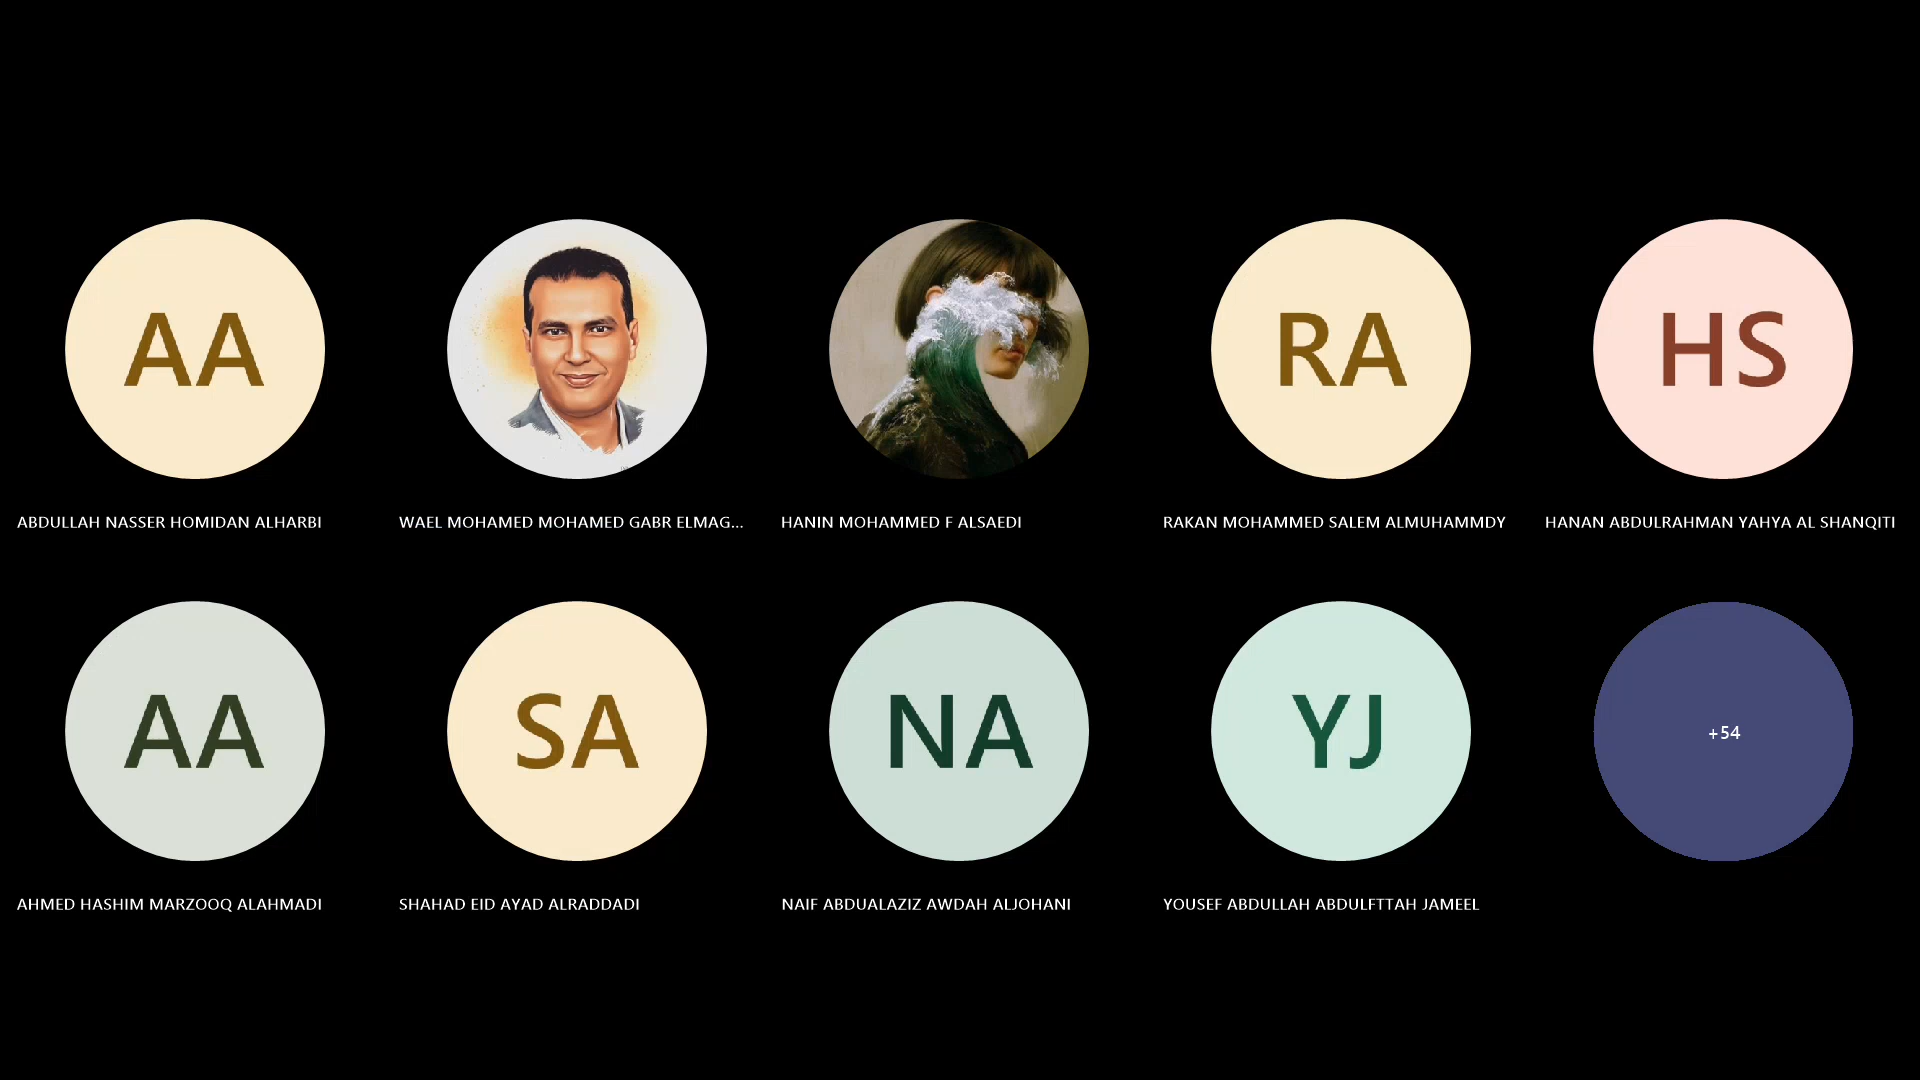 AA
RA
HS
ABDULLAH NASSER HOMIDAN ALHARBI
WAEL MOHAMED MOHAMED GABR ELMAG...
HANIN MOHAMMED F ALSAEDI
RAKAN MOHAMMED SALEM ALMUHAMMDY
HANAN ABDULRAHMAN YAHYA AL SHANQITI
AA
SA
NA
YJ
+54
AHMED HASHIM MARZOOQ ALAHMADI
SHAHAD EID AYAD ALRADDADI
NAIF ABDUALAZIZ AWDAH ALJOHANI
YOUSEF ABDULLAH ABDULFTTAH JAMEEL